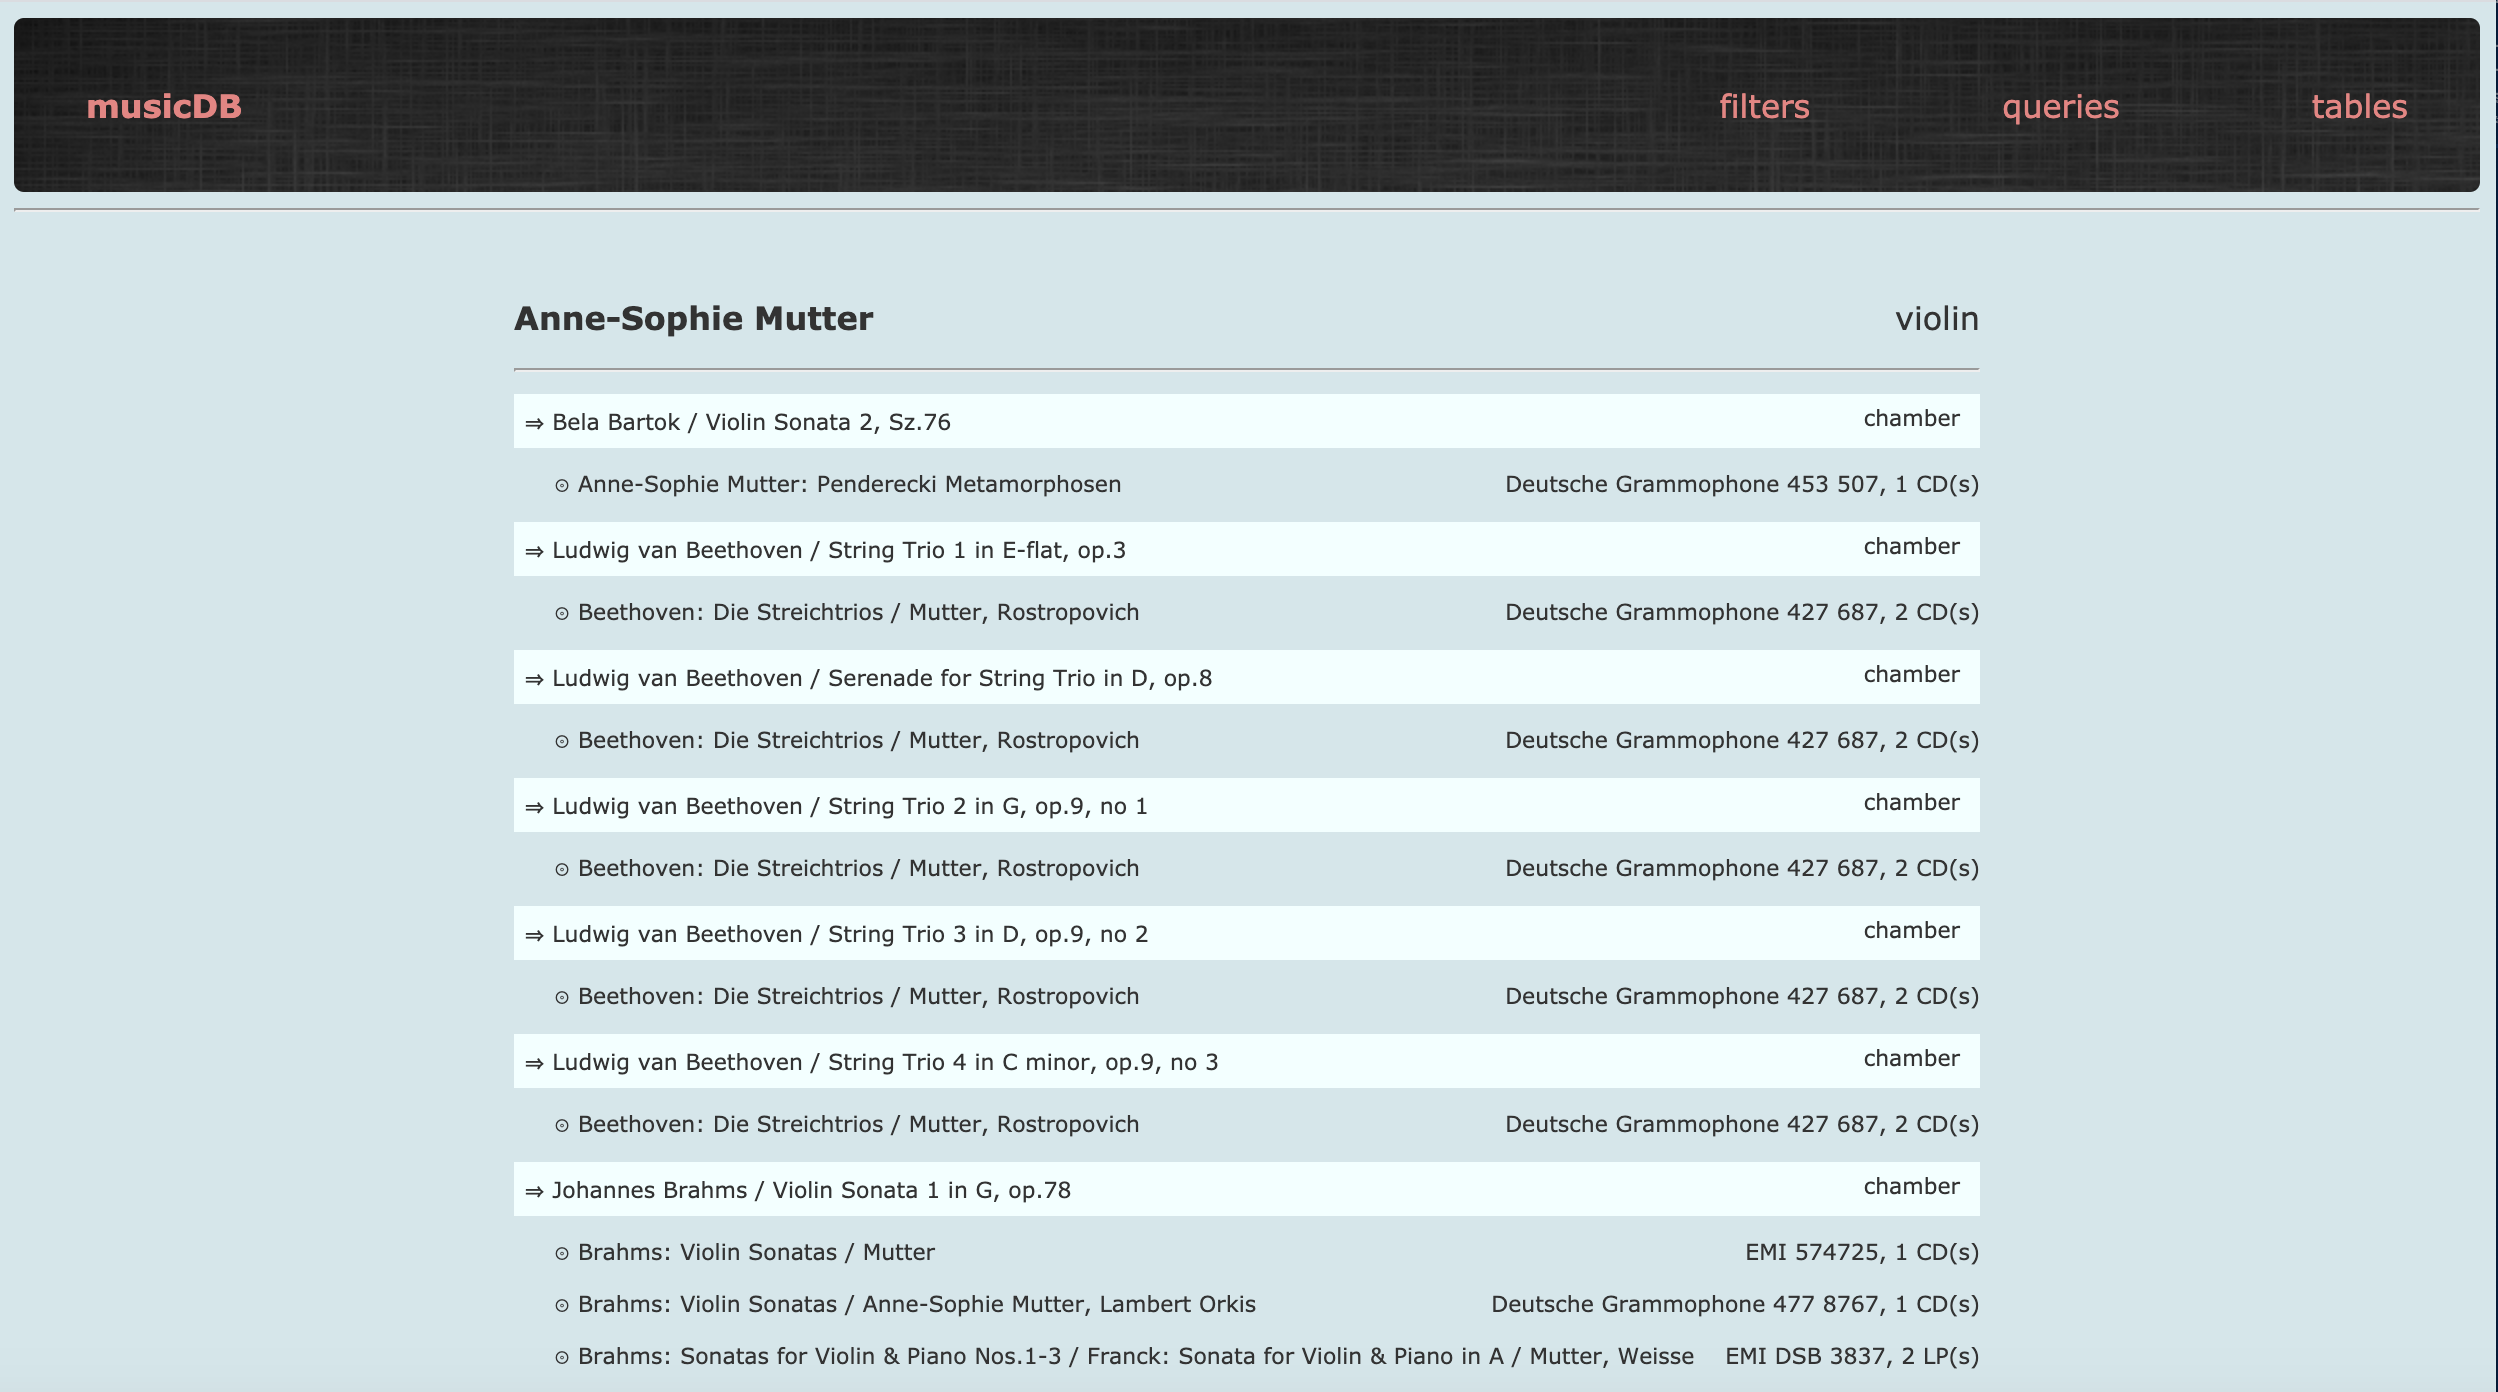 musicDB filters queries tables
Anne-Sophie Mutter violin
⇒ Bela Bartok / Violin Sonata 2, Sz.76 chamber
⊙ Anne-Sophie Mutter: Penderecki Metamorphosen Deutsche Grammophone 453 507, 1 CD(s)
⇒ Ludwig van Beethoven / String Trio 1 in E-flat, op.3 chamber
⊙ Beethoven: Die Streichtrios / Mutter, Rostropovich Deutsche Grammophone 427 687, 2 CD(s)
⇒ Ludwig van Beethoven / Serenade for String Trio in D, op.8 chamber
⊙ Beethoven: Die Streichtrios / Mutter, Rostropovich Deutsche Grammophone 427 687, 2 CD(s)
⇒ Ludwig van Beethoven / String Trio 2 in G, op.9, no 1 chamber
⊙ Beethoven: Die Streichtrios / Mutter, Rostropovich Deutsche Grammophone 427 687, 2 CD(s)
⇒ Ludwig van Beethoven / String Trio 3 in D, op.9, no 2 chamber
⊙ Beethoven: Die Streichtrios / Mutter, Rostropovich Deutsche Grammophone 427 687, 2 CD(s)
⇒ Ludwig van Beethoven / String Trio 4 in C minor, op.9, no 3 chamber
⊙ Beethoven: Die Streichtrios / Mutter, Rostropovich Deutsche Grammophone 427 687, 2 CD(s)
⇒ Johannes Brahms / Violin Sonata 1 in G, op.78 chamber
⊙ Brahms: Violin Sonatas / Mutter EMI 574725, 1 CD(s)
⊙ Brahms: Violin Sonatas / Anne-Sophie Mutter, Lambert Orkis Deutsche Grammophone 477 8767, 1 CD(s)
⊙ Brahms: Sonatas for Violin & Piano Nos.1-3 / Franck: Sonata for Violin & Piano in A / Mutter, Weisse EMI DSB 3837, 2 LP(s)